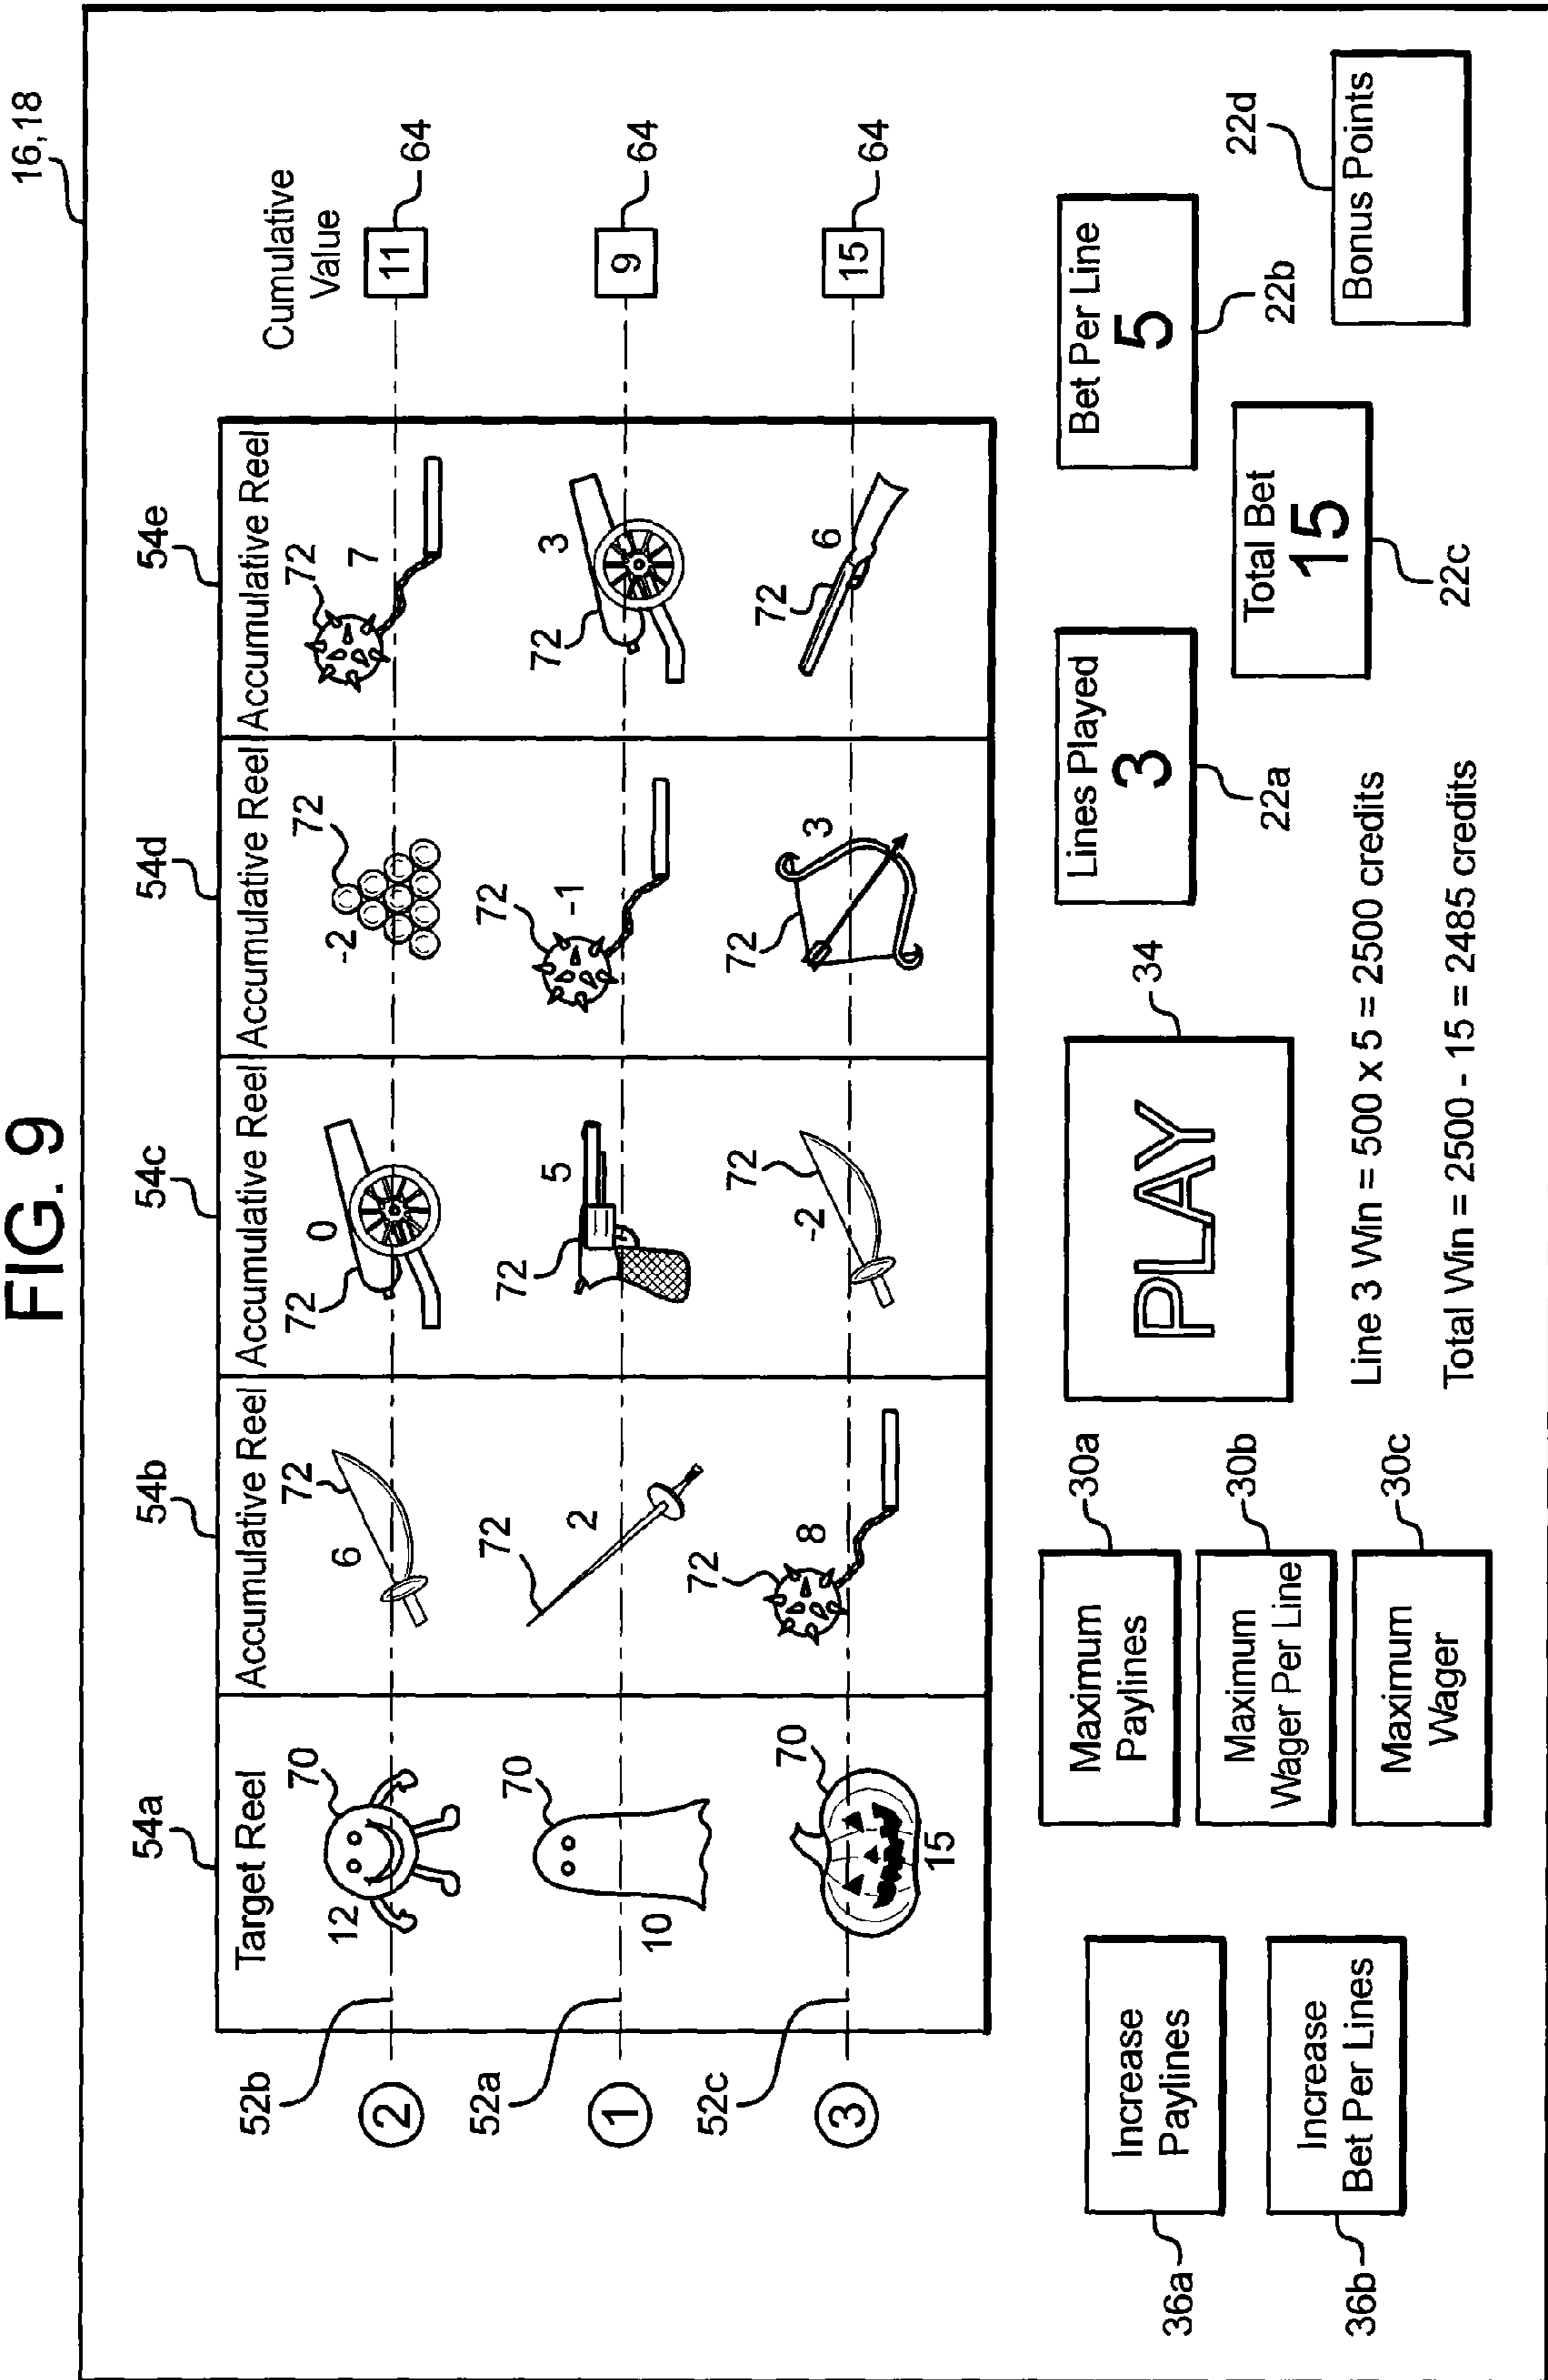 FIG. 9
16,18
54a
54b
54c
54d
54e
Target Reel
Accumulative Reel
Accumulative Reel
Accumulative Reel
Accumulative Reel
Cumulative
Value
52b
2
12
70
6
72
72
0
-2
72
72
7
11
64
52a
1
10
70
72
2
72
5
72
-1
72
3
9
64
52c
3
15
70
72
8
-2
72
72
3
72
6
15
64
36a
Increase
Paylines
36b
Increase
Bet Per Lines
Maximum
Paylines
30a
Maximum
Wager Per Line
30b
Maximum
Wager
30c
PLAY
34
Lines Played
3
22a
Bet Per Line
5
22b
Total Bet
15
22c
Bonus Points
22d
Line 3 Win = 500 x 5 = 2500 credits
Total Win = 2500 - 15 = 2485 credits